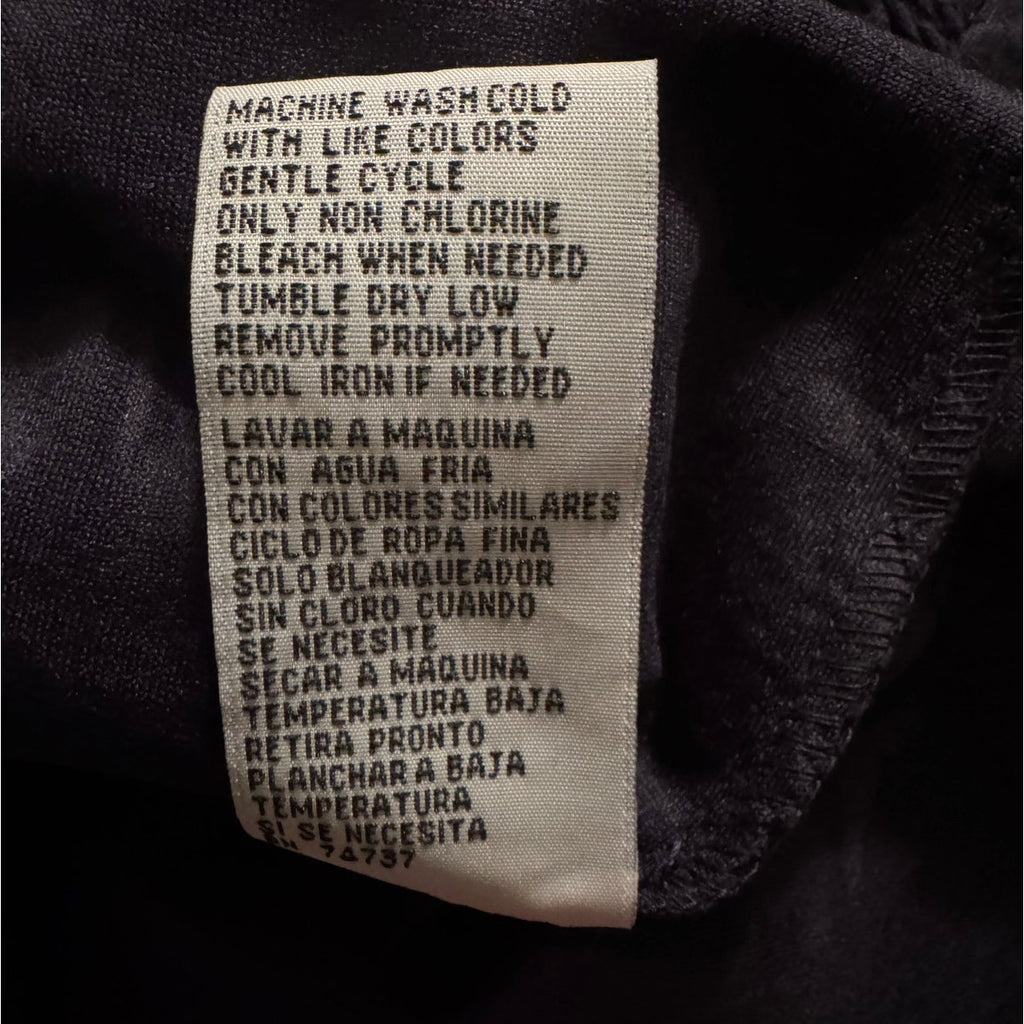 MACHINE WASH COLD
WITH LIKE COLORS
GENTLE CYCLE
ONLY NON CHLORINE
BLEACH WHEN NEEDED
TUMBLE DRY LOW
REMOVE PROMPTLY
COOL IRON IF NEEDED
LAVAR A MAQUINA
CON AGUA FRIA
CON COLORES SIMILARES
CICLO DE ROPA FINA
SOLO BLANQUEADOR
SIN CLORO CUANDO
SE NECESITE
SECAR A MAQUINA
TEMPERATURA BAJA
RETIRA PRONTO
PLANCHAR A BAJA
TEMPERATURA
SI SE NECESITA
74737